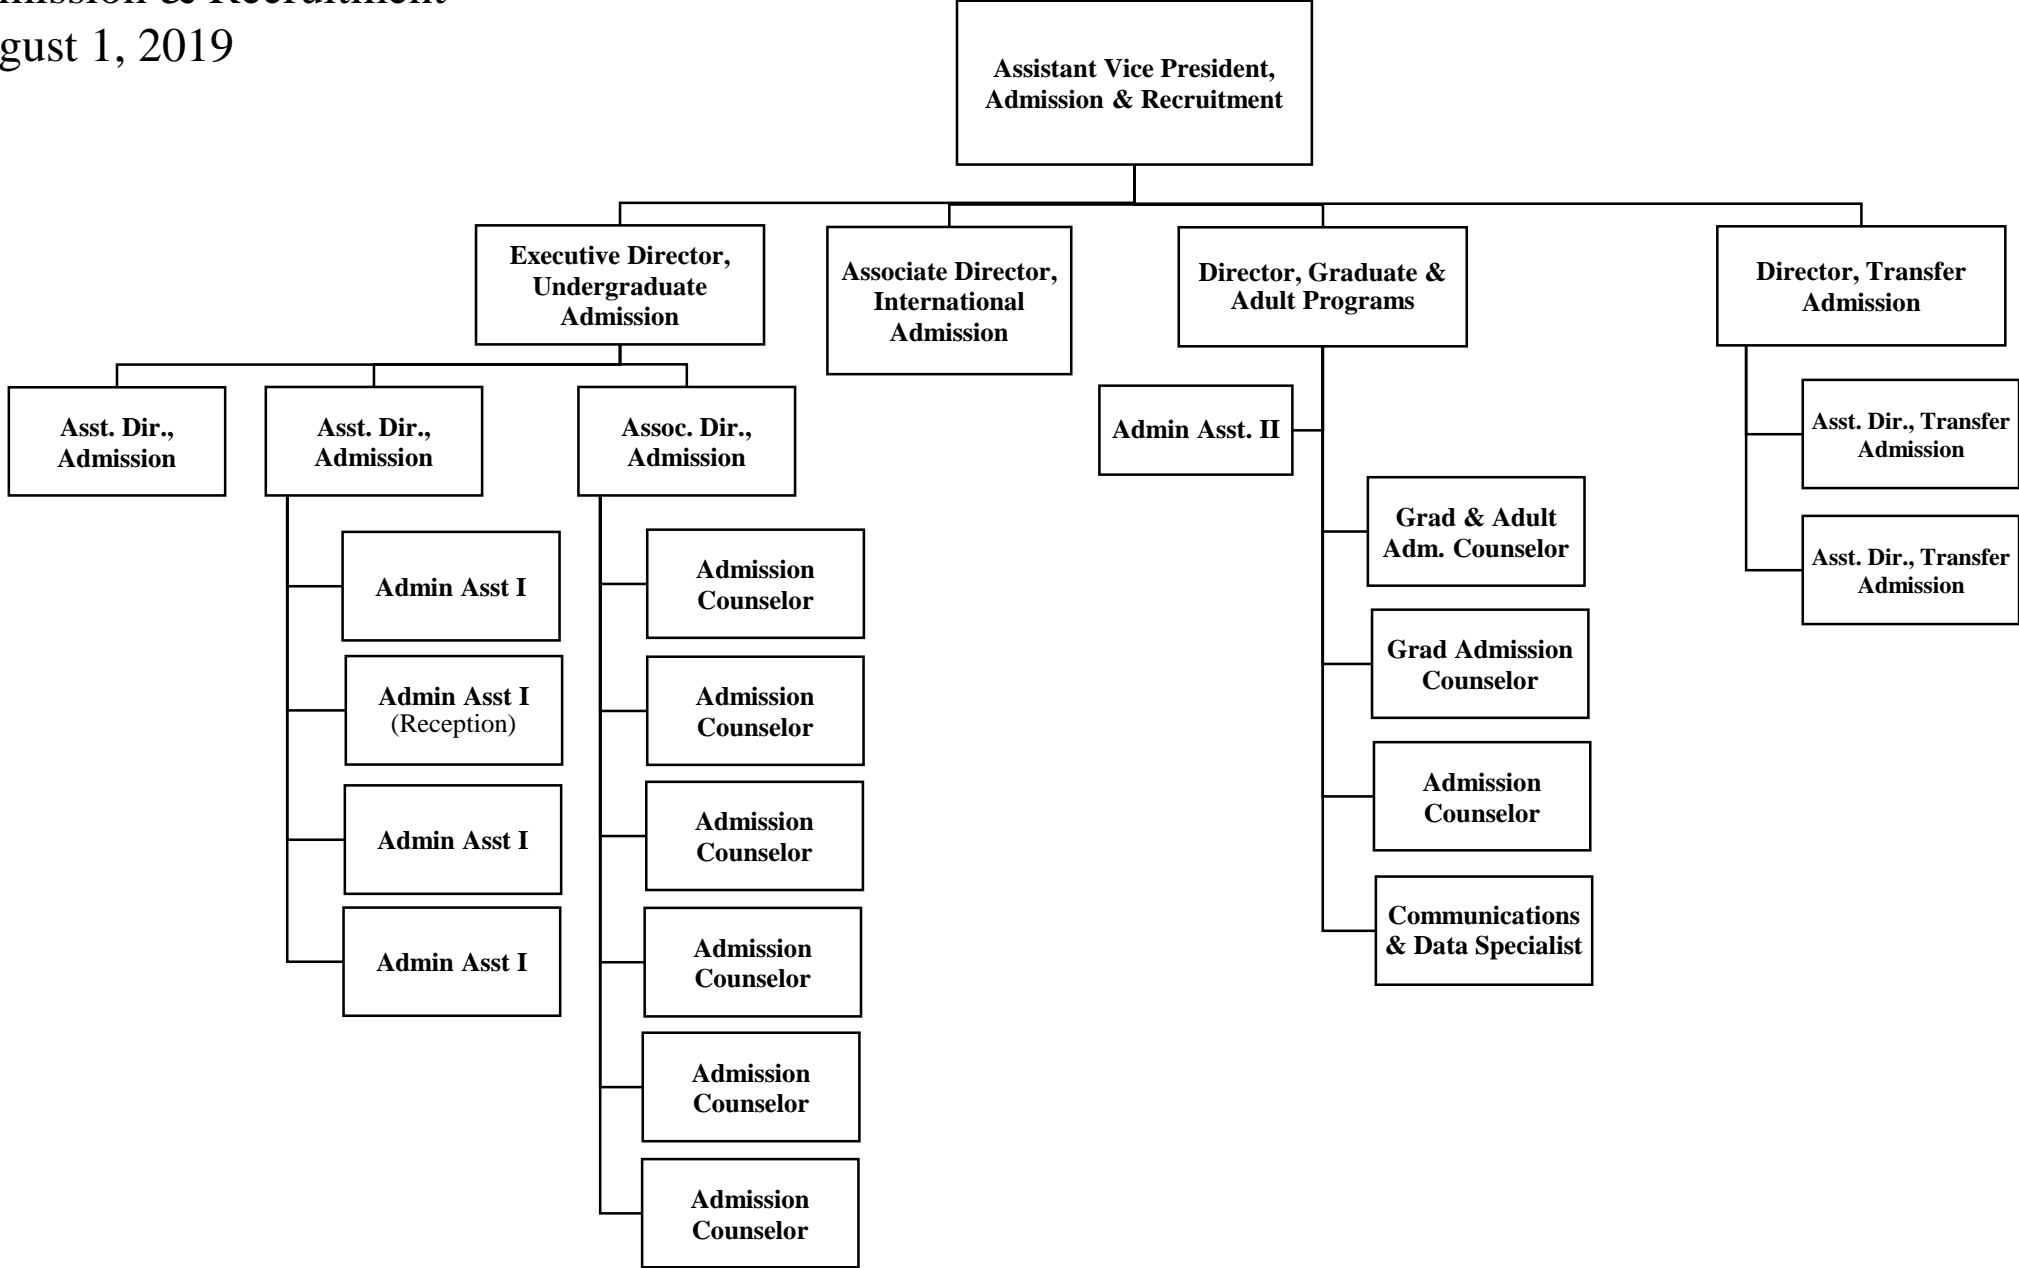 & Recruitment
1, 2019
Assistant Vice President,
Admission & Recruitment
Executive Director,
Undergraduate
Admission
Associate Director,
International
Admission
Director, Graduate &
Adult Programs
Director, Transfer
Admission
Asst. Dir.,
Admission
Asst. Dir.,
Admission
Assoc. Dir.,
Admission
Admin Asst. II
Asst. Dir., Transfer
Admission
Asst. Dir., Transfer
Admission
Admin Asst I
Admin Asst I
(Reception)
Admin Asst I
Admin Asst I
Admission
Counselor
Admission
Counselor
Admission
Counselor
Admission
Counselor
Admission
Counselor
Admission
Counselor
Grad & Adult
Adm. Counselor
Grad Admission
Counselor
Admission
Counselor
Communications
& Data Specialist